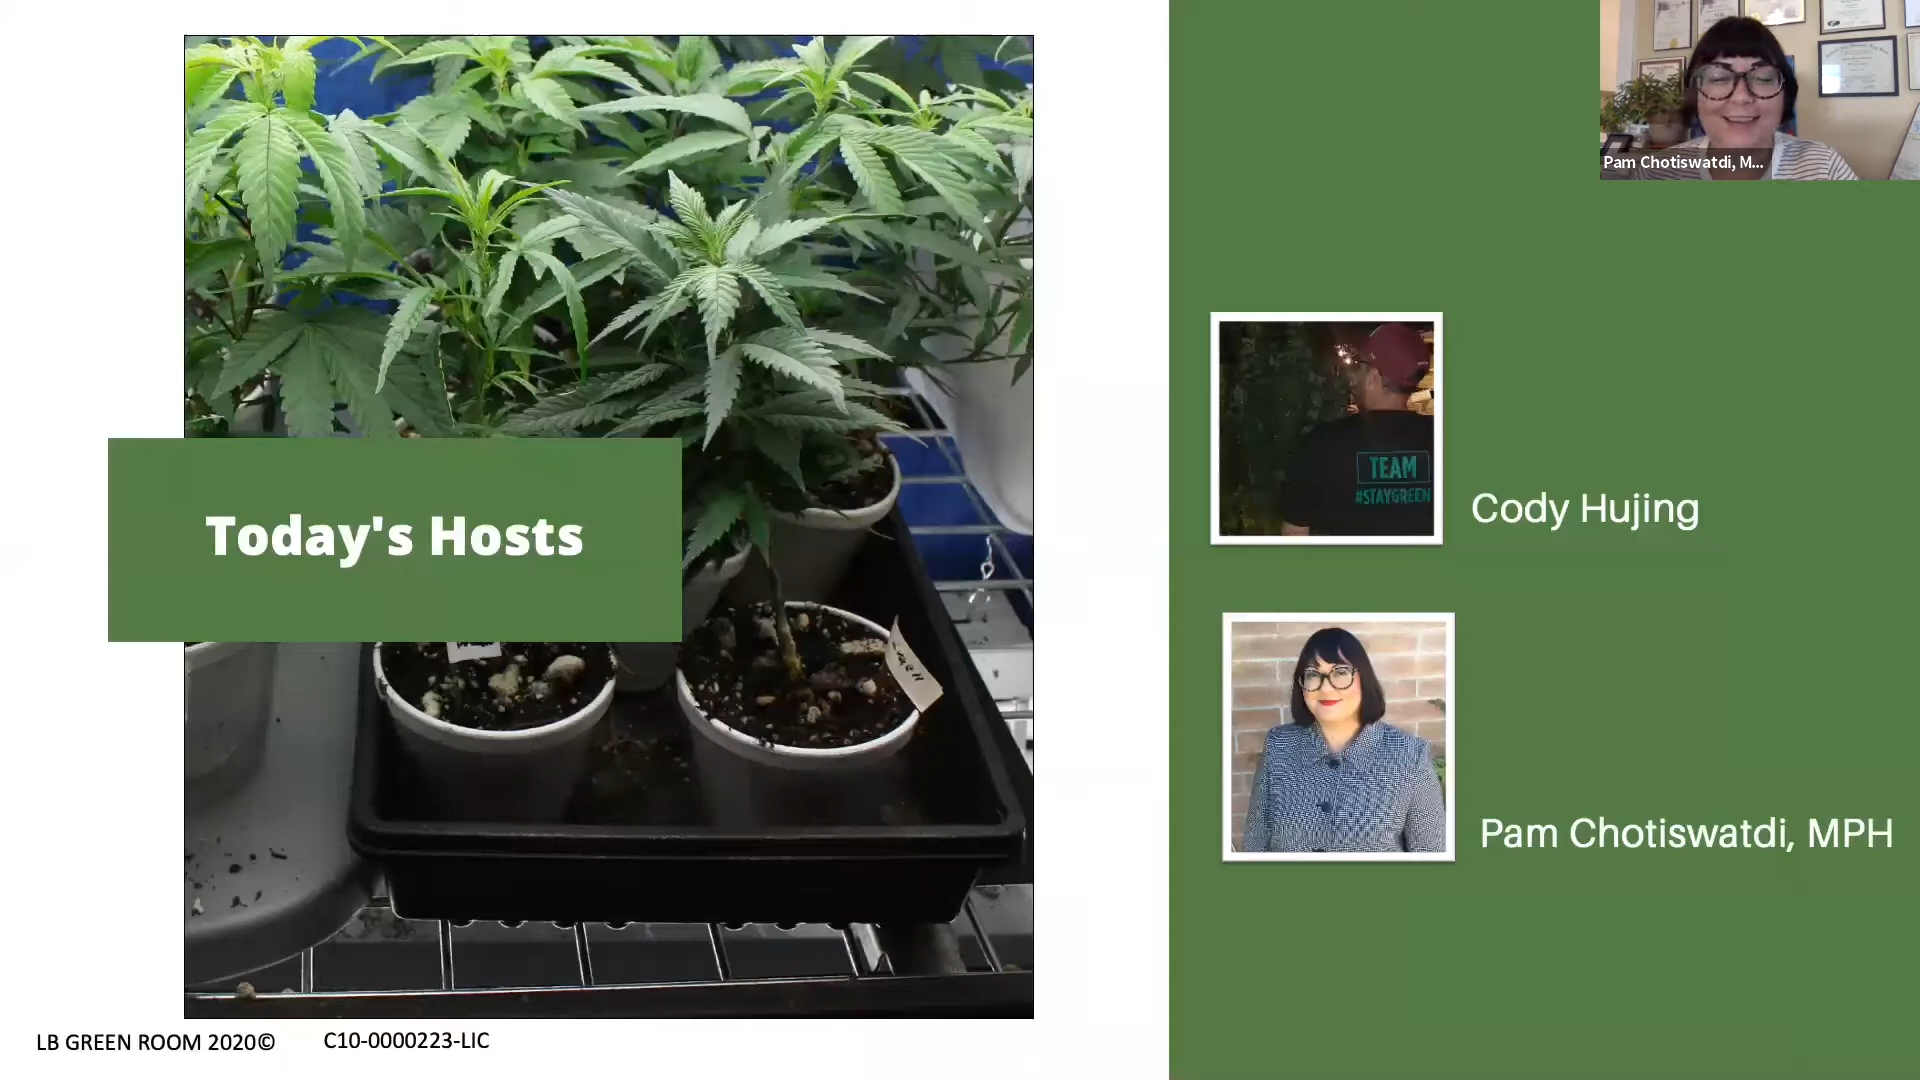 Pam Chotiswatdi, M...
TEAM
#STAYGREEN
Cody Hujing
Today's Hosts
Pam Chotiswatdi, MPH
LB GREEN ROOM 2020©
C10-0000223-LIC